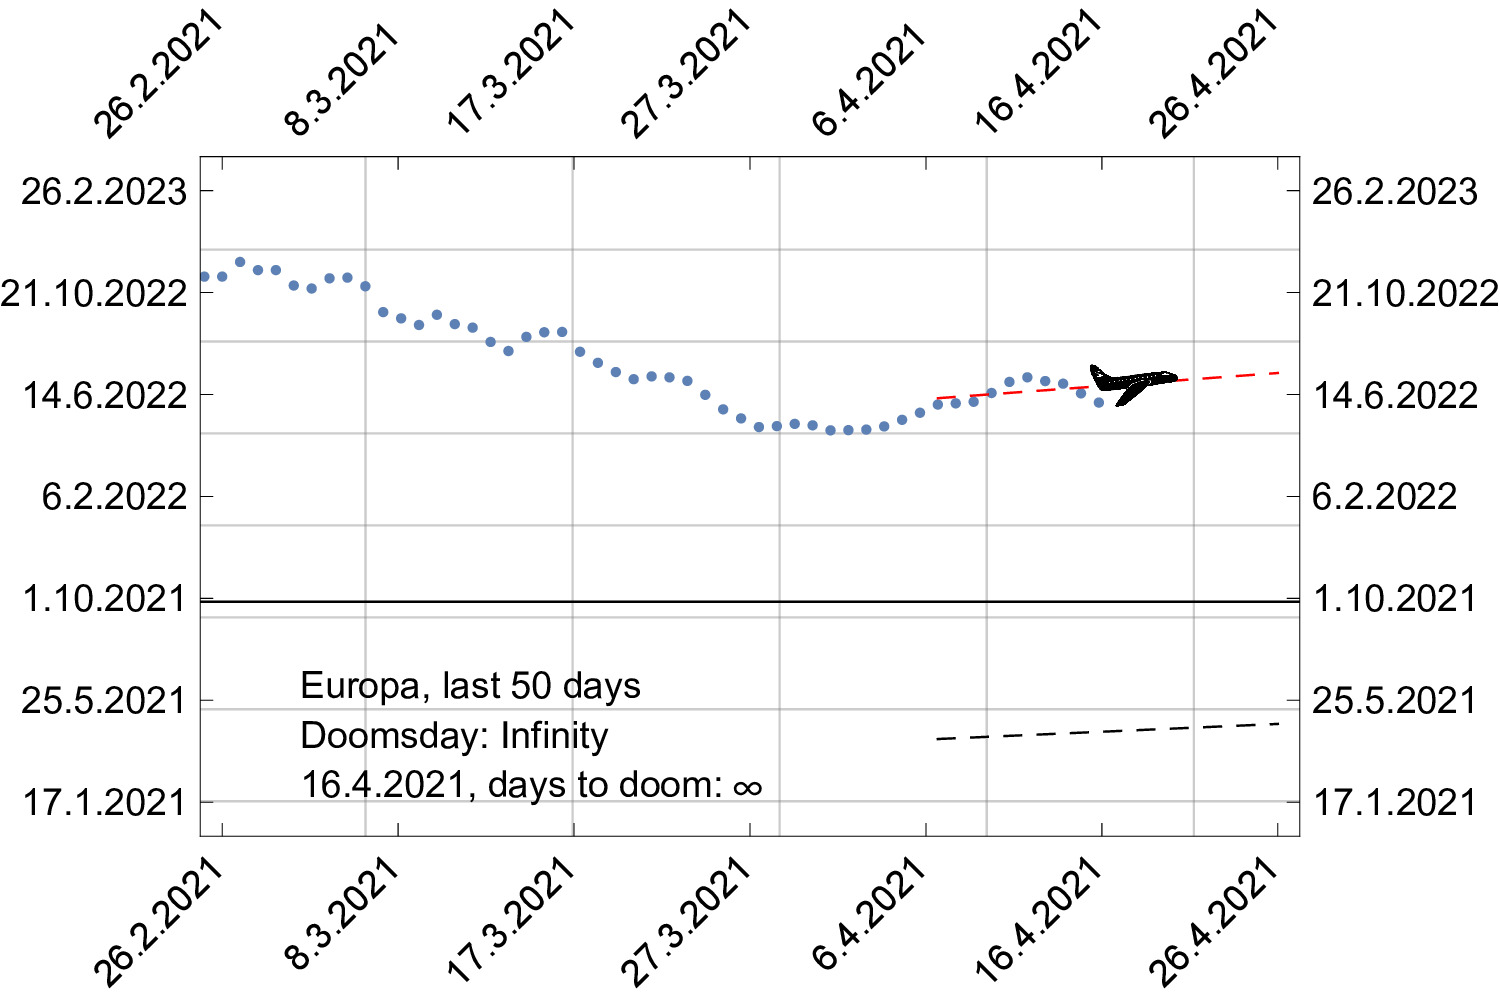 26.2.2021 8.3.2021 17.3.2021 27.3.2021 6.4.2021 16.4.2021 26.4.2021
26.2.2023 26.2.2023
21.10.2022 21.10.2022
14.6.2022 14.6.2022
6.2.2022 6.2.2022
1.10.2021 1.10.2021
Europa, last 50 days
25.5.2021 25.5.2021
Doomsday: Infinity
16.4.2021, days to doom: ∞
17.1.2021 17.1.2021
26.2.2021 8.3.2021 17.3.2021 27.3.2021 6.4.2021 16.4.2021 26.4.2021